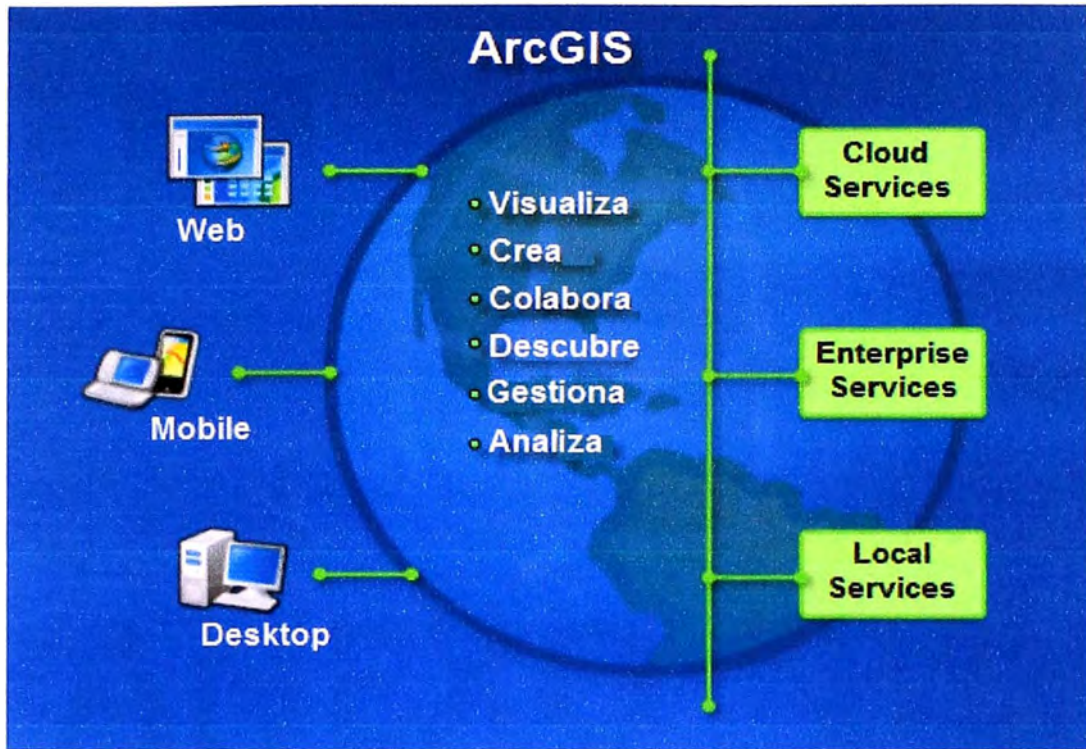 ArcGIS
Web
Mobile
Desktop
• Visualiza
• Crea
• Colabora
• Descubre
• Gestiona
• Analiza
Cloud
Services
Enterprise
Services
Local
Services